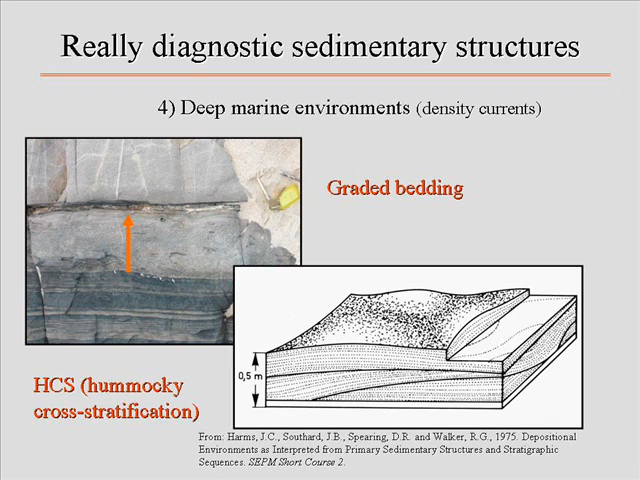 Really diagnostic sedimentary structures
4) Deep marine environments (density currents)
Graded bedding
0,5 m
HCS (hummocky
cross-stratification)
From: Harms, J.C., Southard, J.B., Spearing, D.R. and Walker, R.G., 1975. Depositional
Environments as Interpreted from Primary Sedimentary Structures and Stratigraphic
Sequences. SEPM Short Course 2.